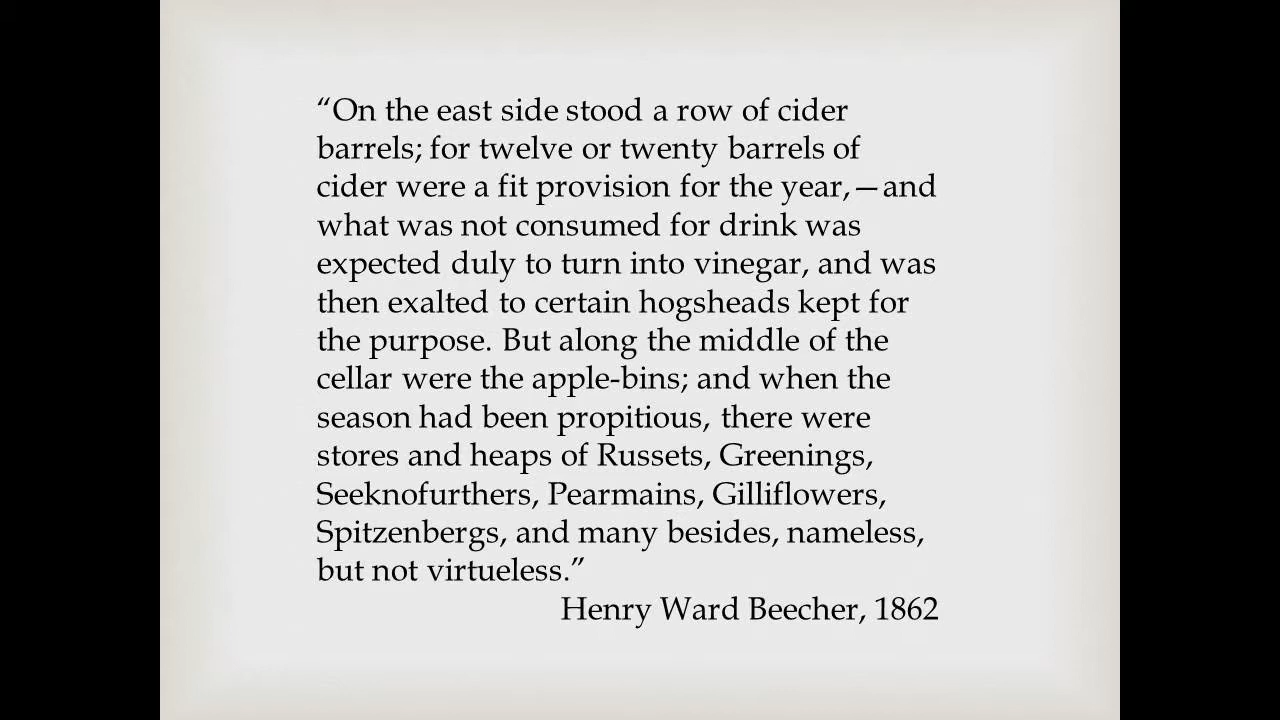 “On the east side stood a row of cider
barrels; for twelve or twenty barrels of
cider were a fit provision for the year,—and
what was not consumed for drink was
expected duly to turn into vinegar, and was
then exalted to certain hogsheads kept for
the purpose. But along the middle of the
cellar were the apple-bins; and when the
season had been propitious, there were
stores and heaps of Russets, Greenings,
Seeknofurthers, Pearmains, Gilliflowers,
Spitzenbergs, and many besides, nameless,
but not virtueless.”
Henry Ward Beecher, 1862